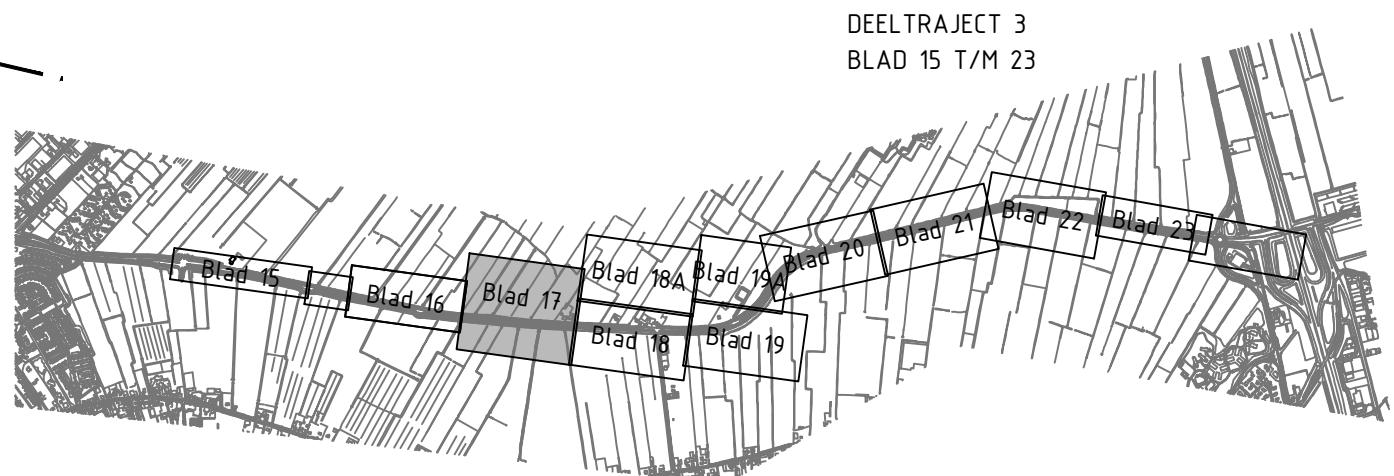 DEELTRAJECT 3
BLAD 15 T/M 23
Blad 15
Blad 16
Blad 17
Blad 18A
Blad 18
Blad 19A
Blad 19
Blad 20
Blad 21
Blad 22
Blad 23